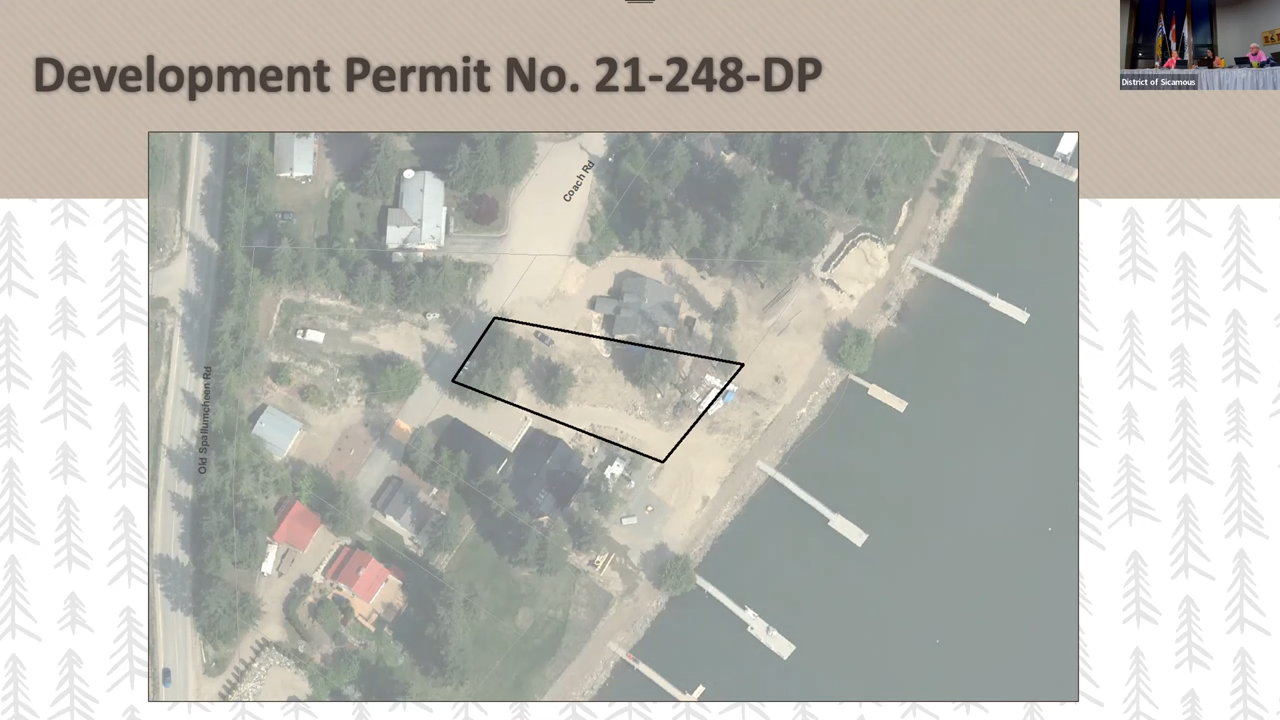 Development Permit No. 21-248-DP
District of Sicamous
Coach Rd
Old Spallumcheen Rd